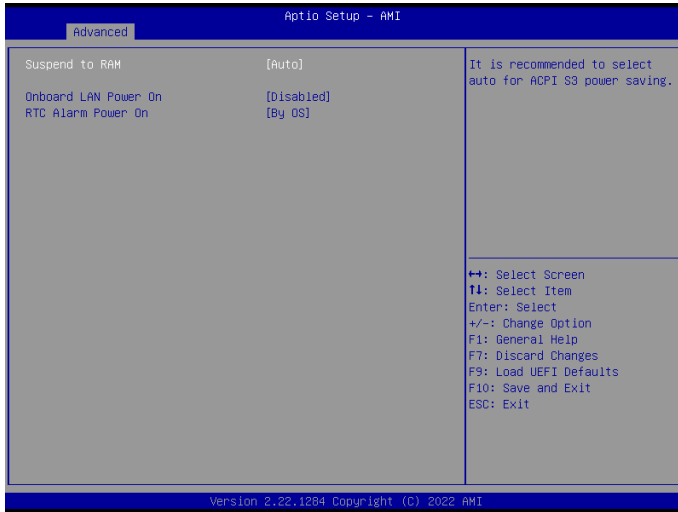 Aptio Setup – AMI
Advanced
Suspend to RAM [Auto]
Onboard LAN Power On [Disabled]
RTC Alarm Power On [By OS]
It is recommended to select
auto for ACPI S3 power saving.
↔: Select Screen
↑↓: Select Item
Enter: Select
+/-: Change Option
F1: General Help
F7: Discard Changes
F9: Load UEFI Defaults
F10: Save and Exit
ESC: Exit
Version 2.22.1284 Copyright (C) 2022 AMI